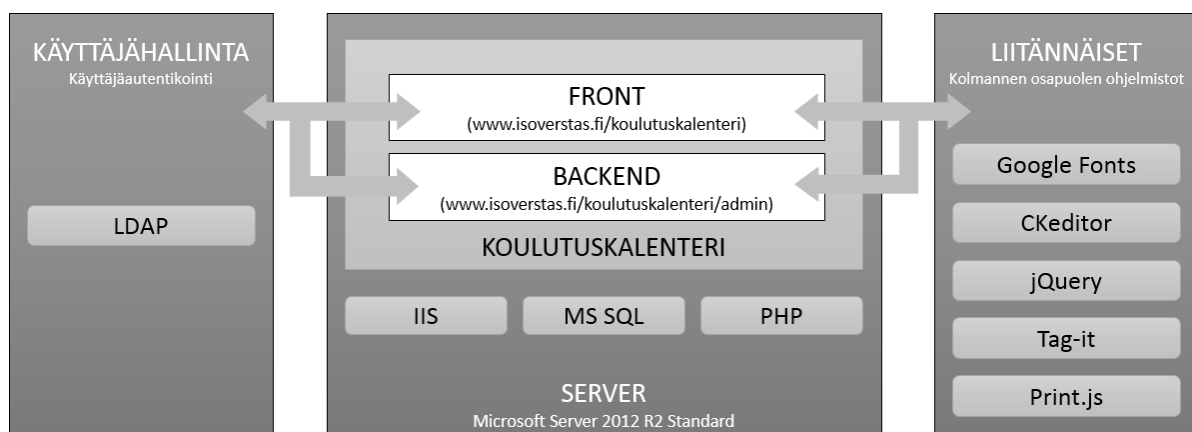 KÄYTTÄJÄHALLINTA
Käyttäjäautentikointi
LDAP
FRONT
(www.isoverstas.fi/koulutuskalenteri)
BACKEND
(www.isoverstas.fi/koulutuskalenteri/admin)
KOULUTUSKALENTERI
IIS
MS SQL
PHP
SERVER
Microsoft Server 2012 R2 Standard
LIITÄNNÄISET
Kolmannen osapuolen ohjelmistot
Google Fonts
CKeditor
jQuery
Tag-it
Print.js